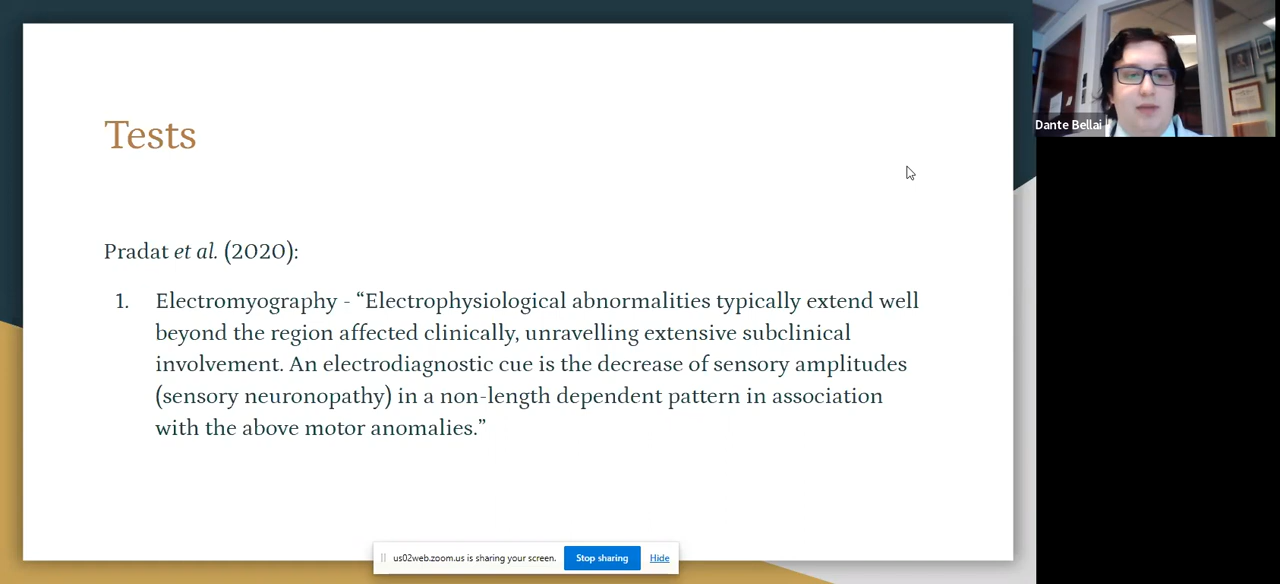 Tests
Pradat et al. (2020):
1. Electromyography - “Electrophysiological abnormalities typically extend well
beyond the region affected clinically, unravelling extensive subclinical
involvement. An electrodiagnostic cue is the decrease of sensory amplitudes
(sensory neuronopathy) in a non-length dependent pattern in association
with the above motor anomalies.”
us02web.zoom.us is sharing your screen. Stop sharing Hide
Dante Bellai